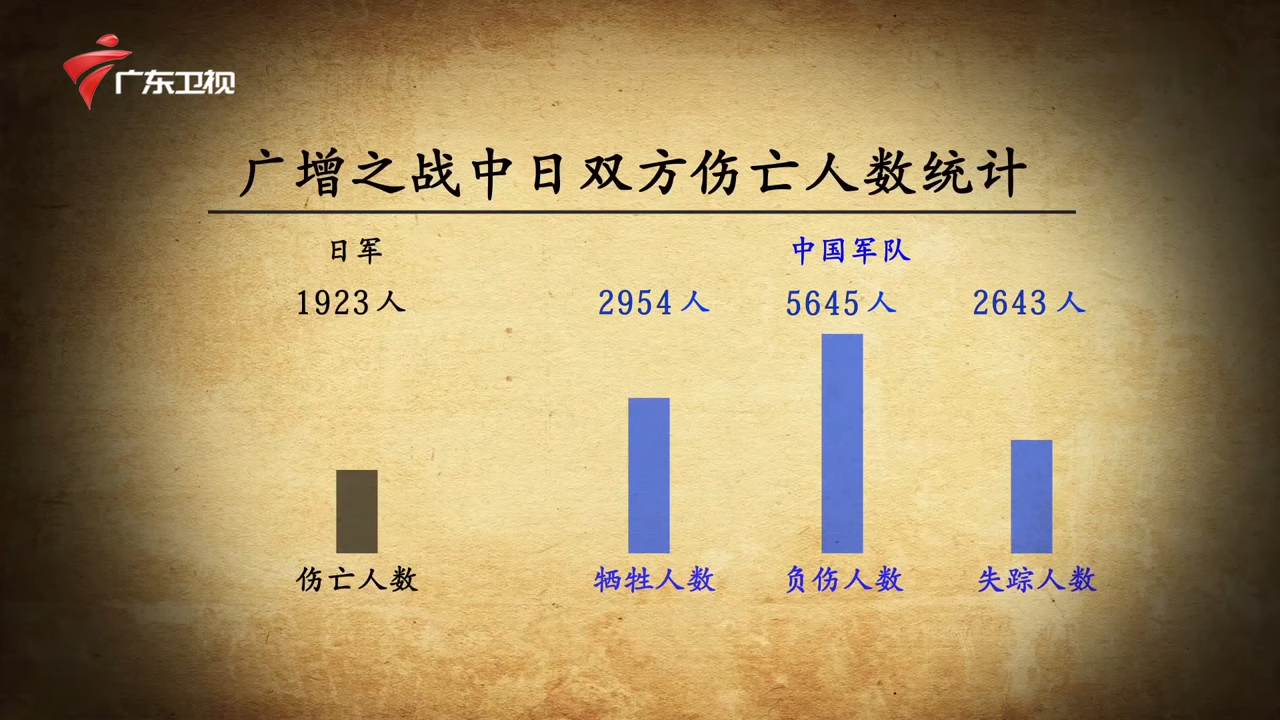 广东卫视
广增之战中日双方伤亡人数统计
日军 中国军队
1923人 2954人 5645人 2643人
伤亡人数 牺牲人数 负伤人数 失踪人数